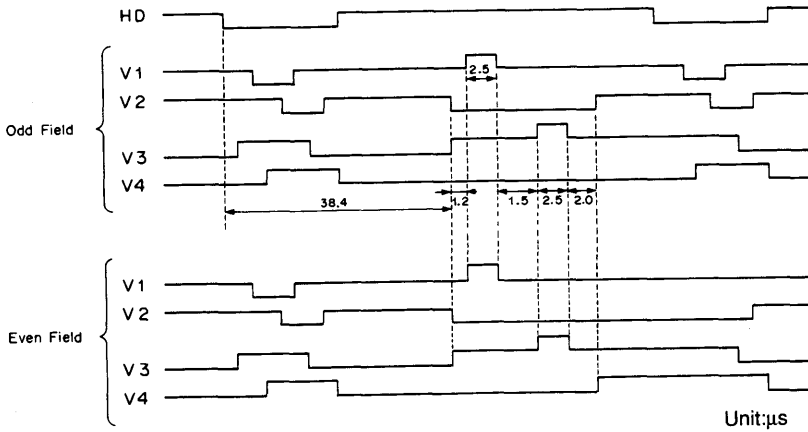 HD
V1
2.5
V2
Odd Field
V3
V4
38.4
1.2
1.5
2.5
2.0
V1
V2
Even Field
V3
V4
Unit:μs